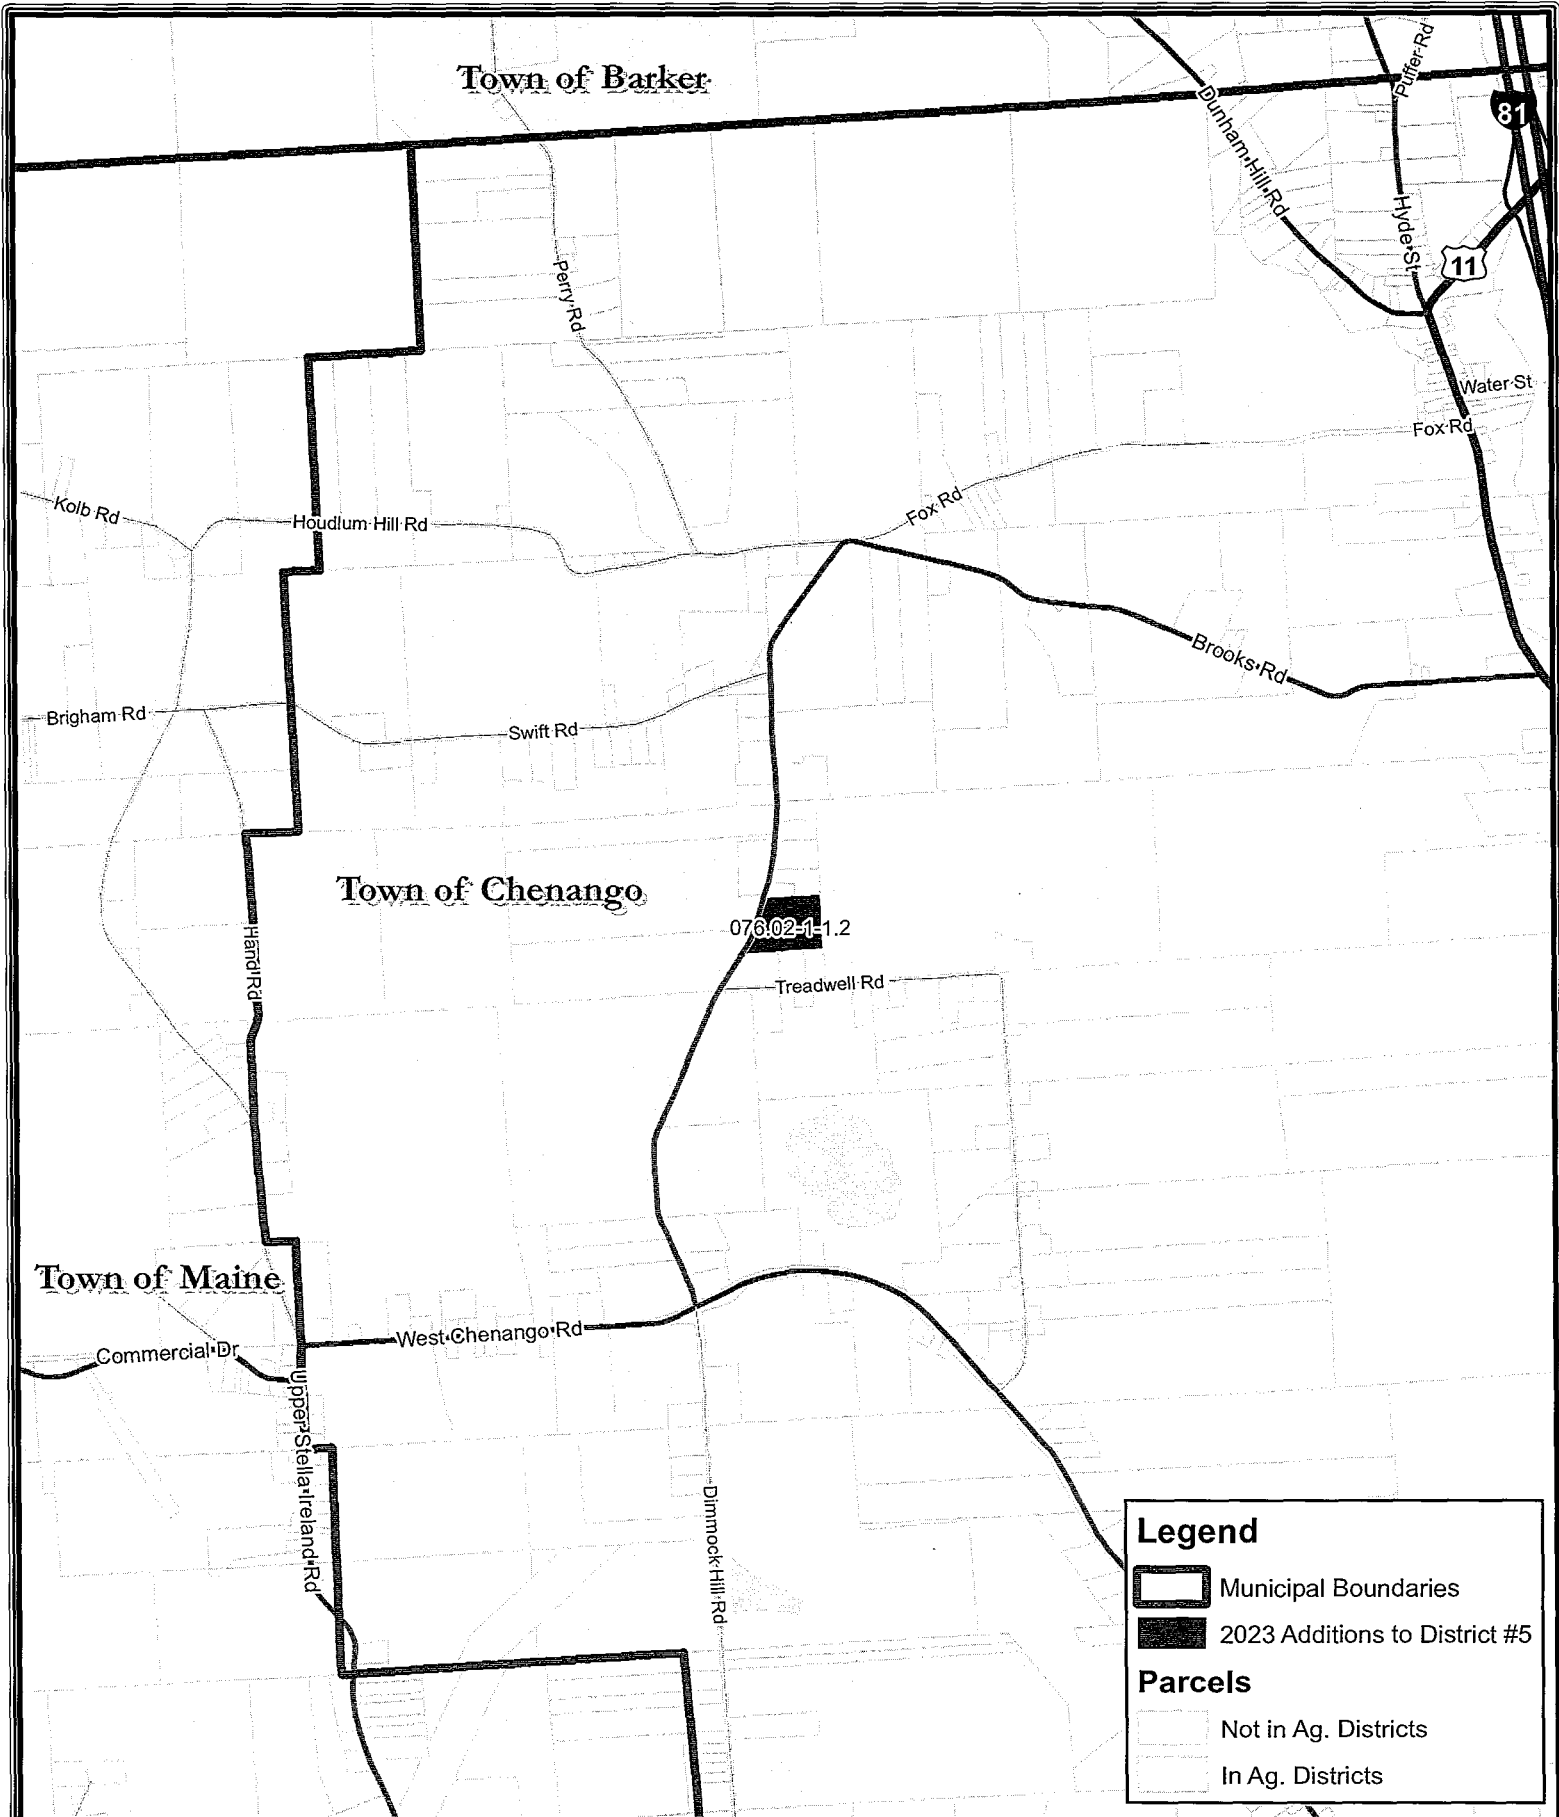 Town of Barker
Puffer Rd
81
Dunham Hill Rd
Hyde St
11
Perry Rd
Water St
Fox Rd
Kolb Rd
Houdlum Hill Rd
Fox Rd
Brooks Rd
Brigham Rd
Swift Rd
Town of Chenango
076.02-1-1.2
Hand Rd
Treadwell Rd
Town of Maine
West Chenango Rd
Commercial Dr
Upper Stella Ireland Rd
Dimmock Hill Rd
Legend
Municipal Boundaries
2023 Additions to District #5
Parcels
Not in Ag. Districts
In Ag. Districts